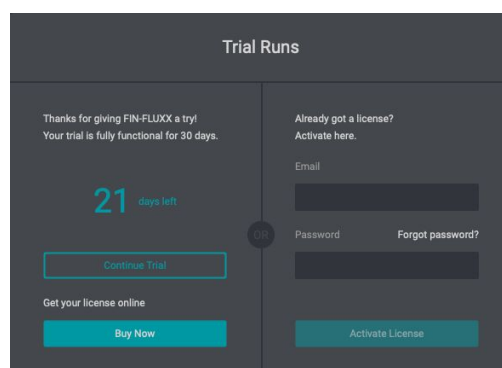 Trial Runs
Thanks for giving FIN-FLUXX a try!
Your trial is fully functional for 30 days.
21 days left
Continue Trial
Get your license online
Buy Now
OR
Already got a license?
Activate here.
Email
Password Forgot password?
Activate License